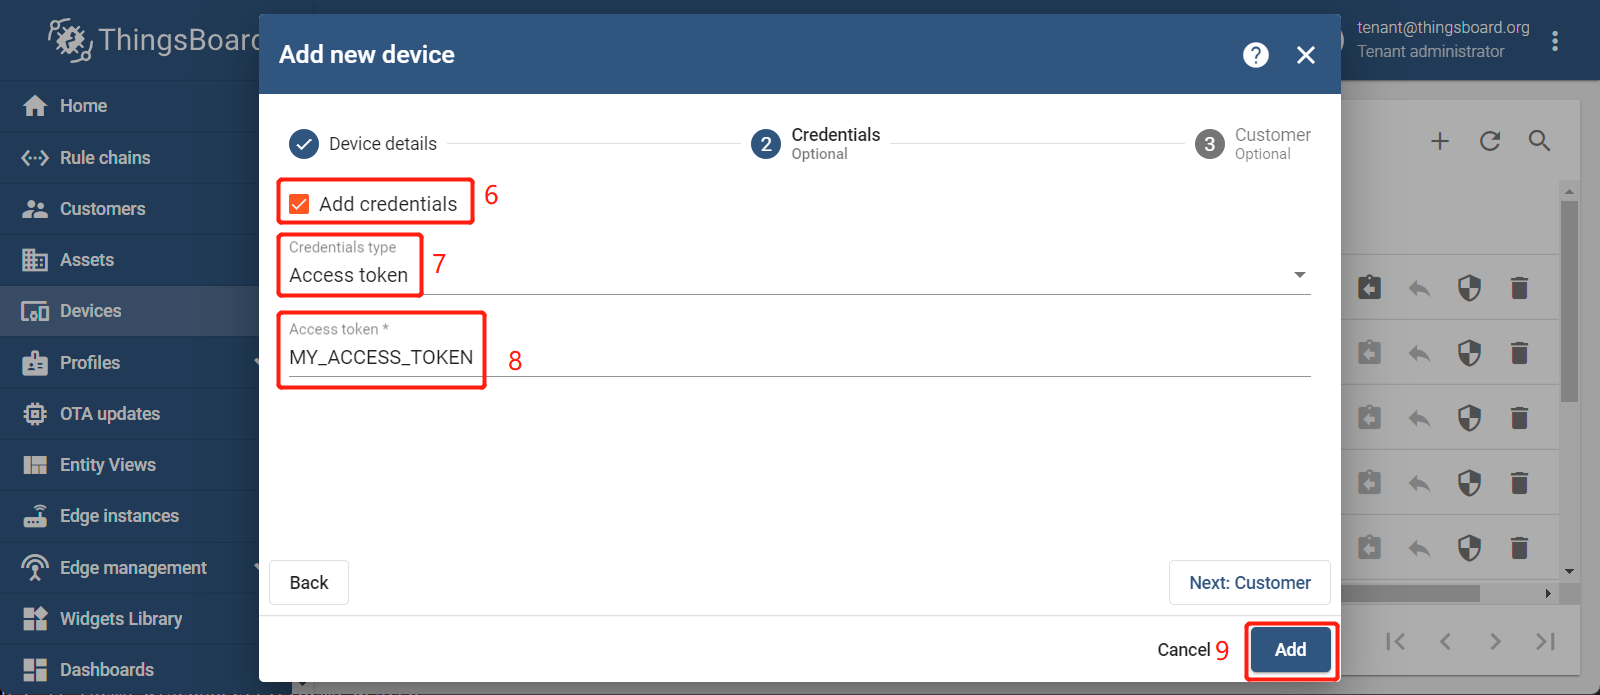 ThingsBoard
tenant@thingsboard.org
Tenant administrator
Home
Rule chains
Customers
Assets
Devices
Profiles
OTA updates
Entity Views
Edge instances
Edge management
Widgets Library
Dashboards
Add new device
?
Device details
2
Credentials
Optional
3
Customer
Optional
Add credentials
6
Credentials type
Access token
7
Access token *
MY_ACCESS_TOKEN
8
Back
Next: Customer
Cancel
9
Add